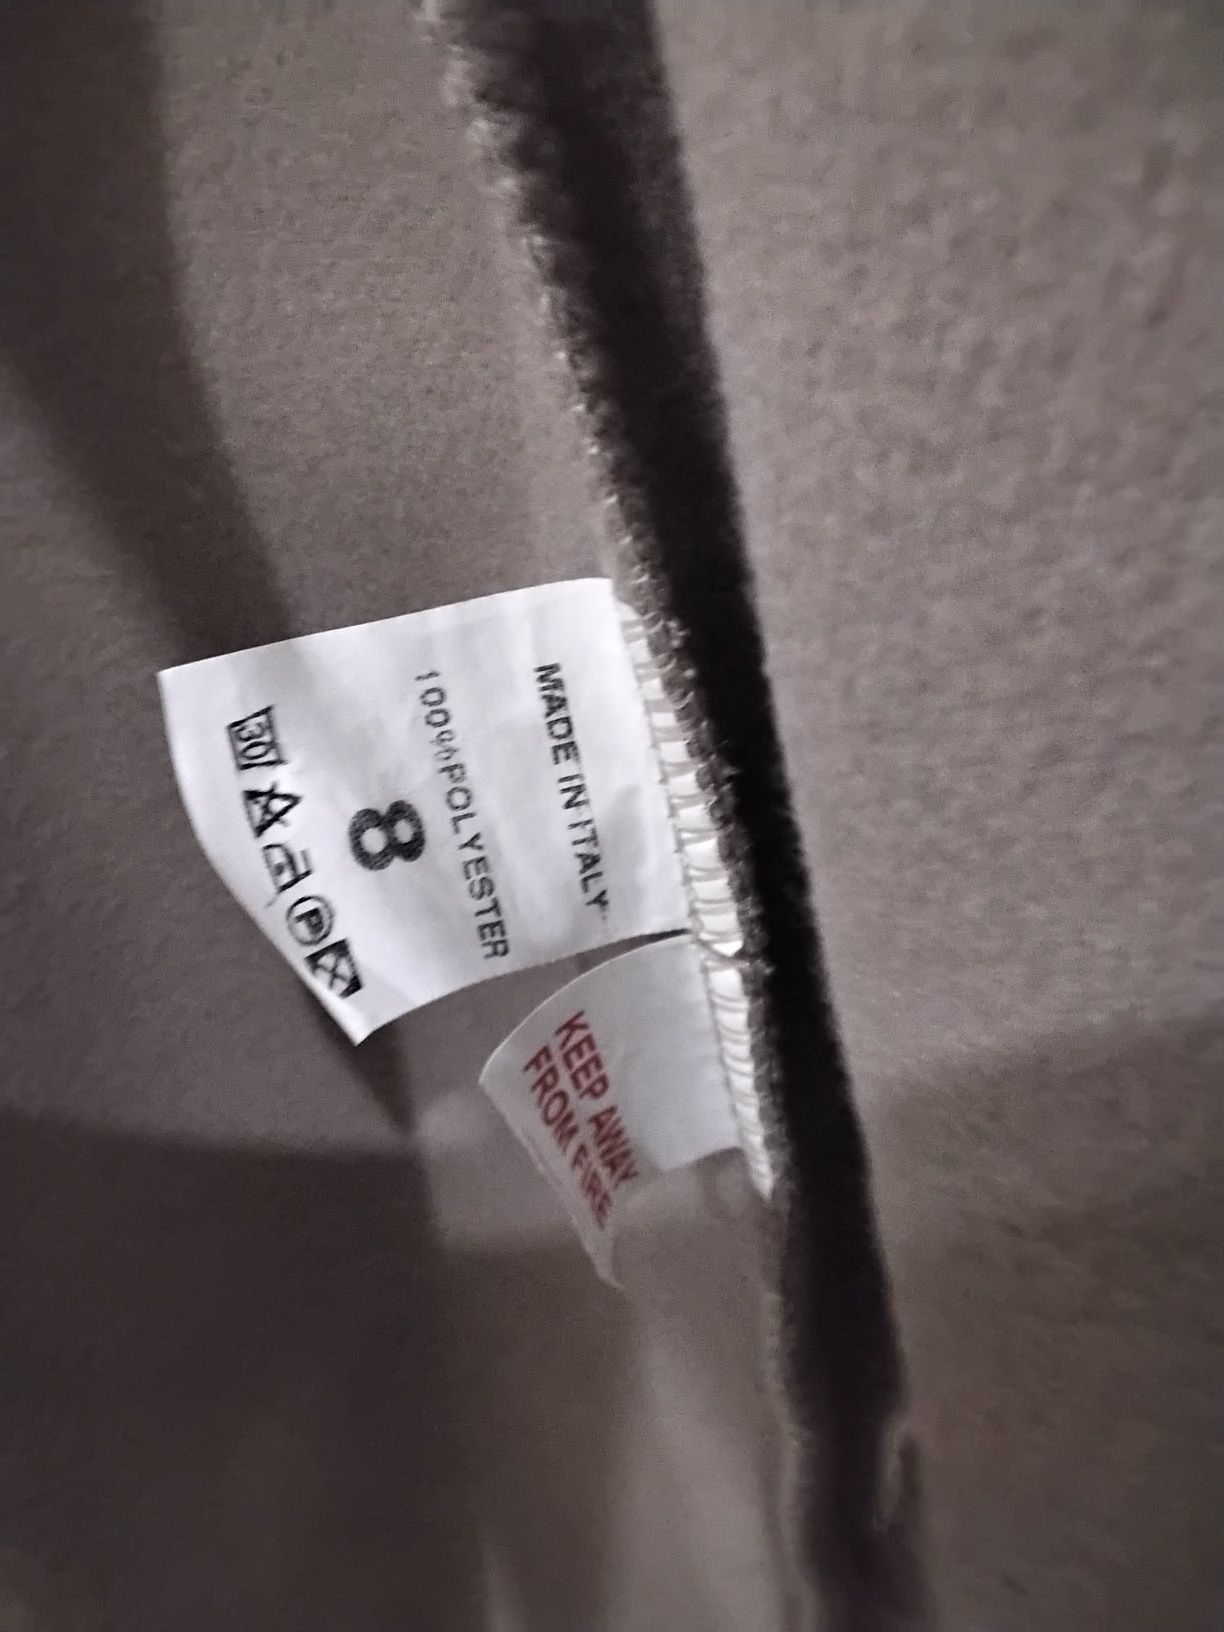 MADE IN ITALY
100%POLYESTER
8
30 P
KEEP AWAY
FROM FIRE